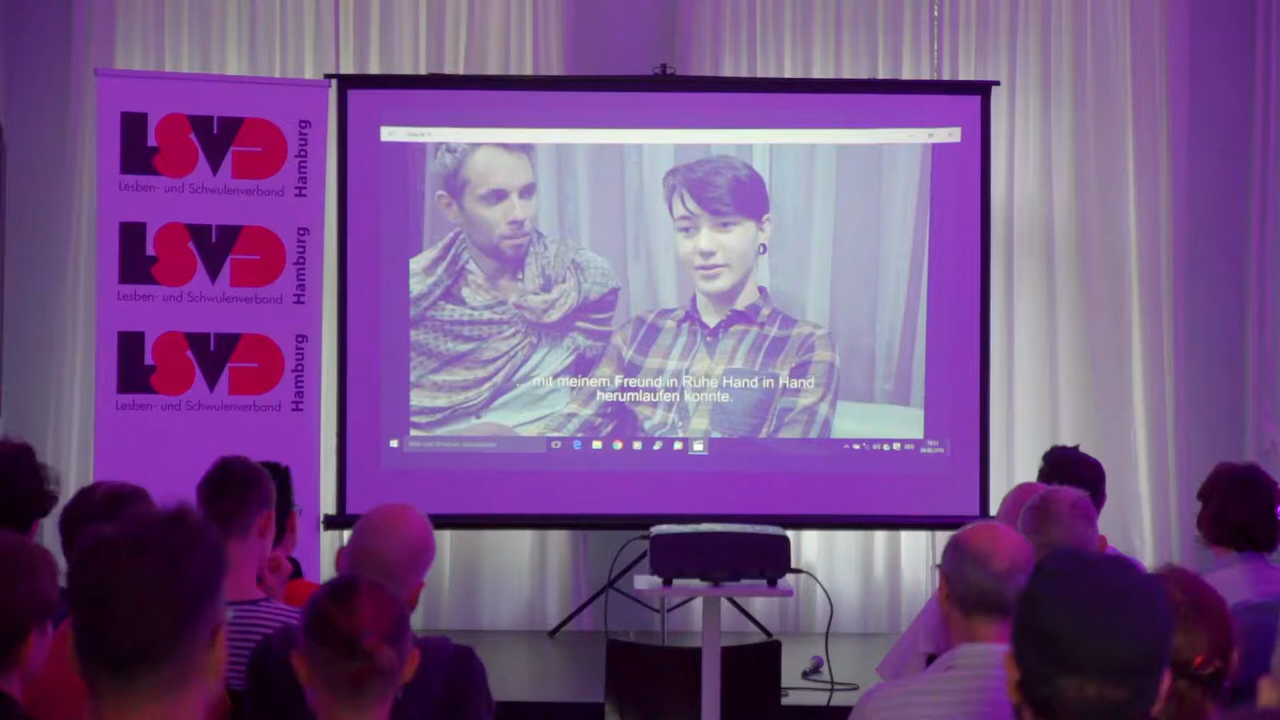 LSVD
Lesben- und Schwulenverband
Hamburg
LSVD
Lesben- und Schwulenverband
Hamburg
LSVD
Lesben- und Schwulenverband
Hamburg
... mit meinem Freund in Ruhe Hand in Hand
herumlaufen konnte.